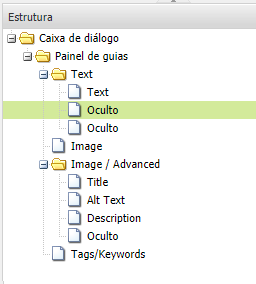 Estrutura
Caixa de diálogo
Painel de guias
Text
Text
Oculto
Oculto
Image
Image / Advanced
Title
Alt Text
Description
Oculto
Tags/Keywords